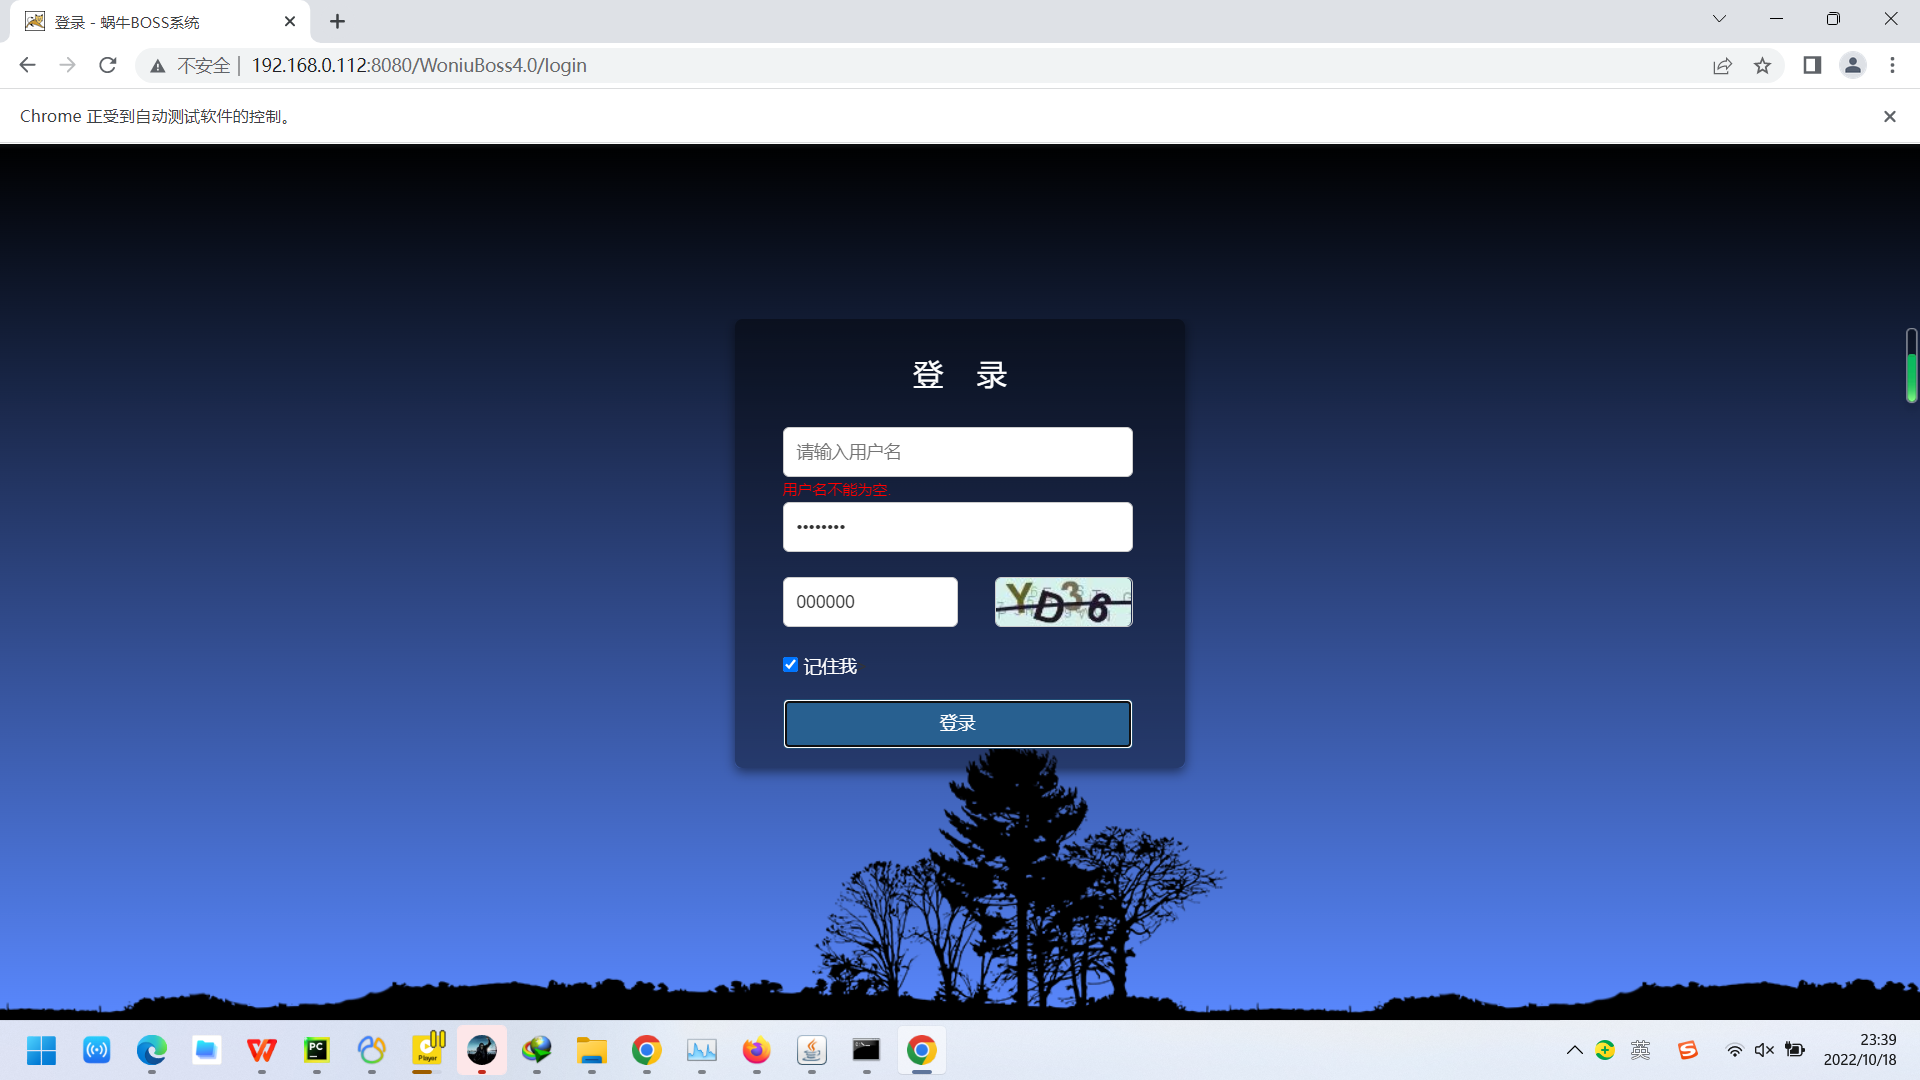 登录 - 蜗牛BOSS系统
不安全 | 192.168.0.112:8080/WoniuBoss4.0/login
Chrome 正受到自动测试软件的控制。
登 录
请输入用户名
用户名不能为空.
••••••••
000000
YD36
记住我
登录
PC
Player
英
23:39
2022/10/18